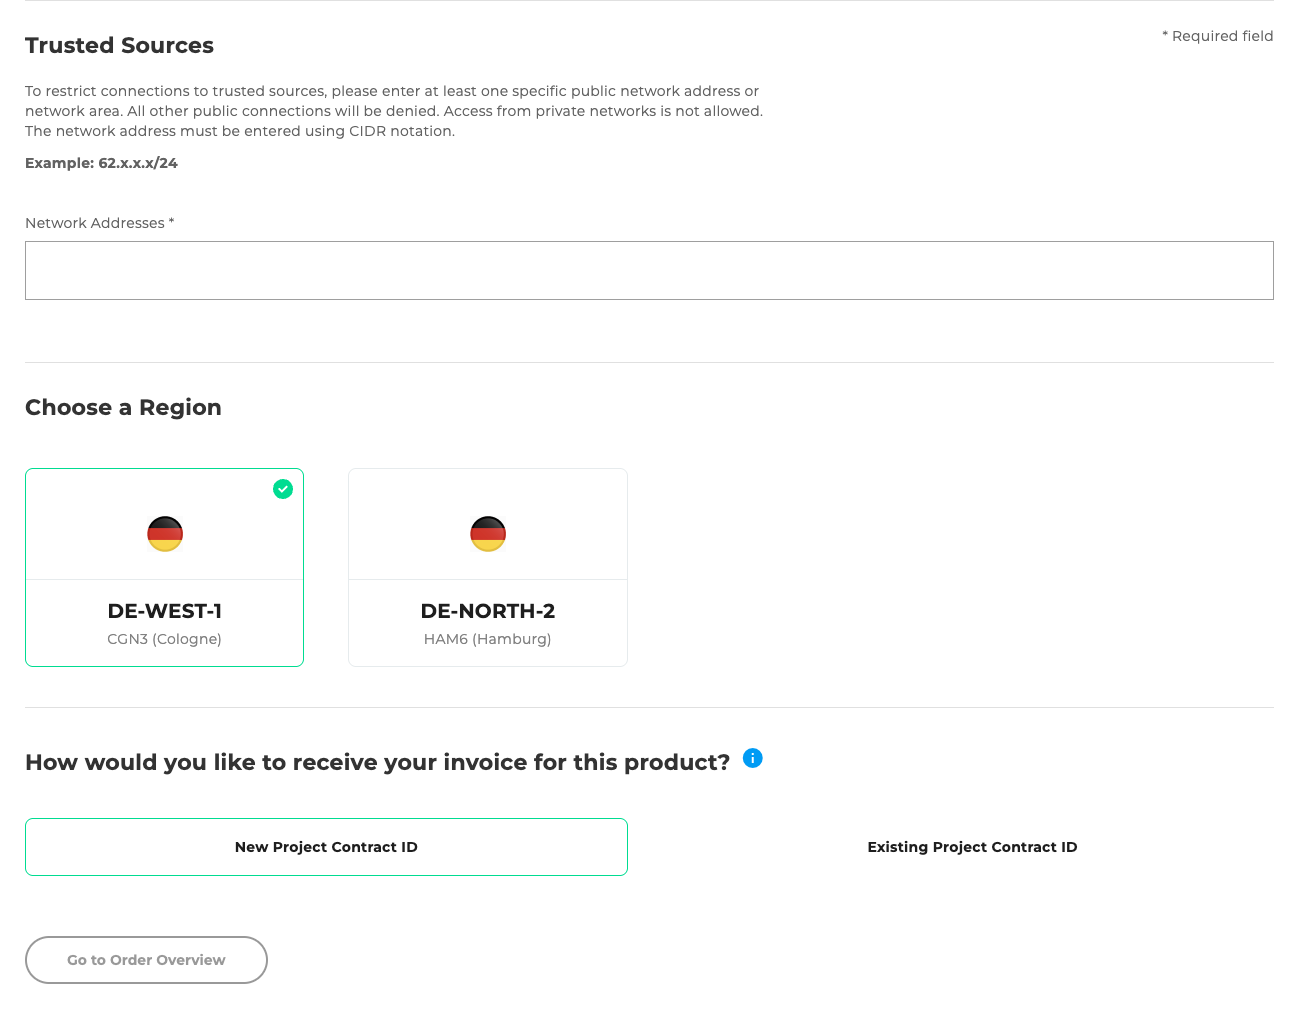 Trusted Sources
* Required field
To restrict connections to trusted sources, please enter at least one specific public network address or
network area. All other public connections will be denied. Access from private networks is not allowed.
The network address must be entered using CIDR notation.
Example: 62.x.x.x/24
Network Addresses *
Choose a Region
DE-WEST-1
CGN3 (Cologne)
DE-NORTH-2
HAM6 (Hamburg)
How would you like to receive your invoice for this product?
New Project Contract ID
Existing Project Contract ID
Go to Order Overview